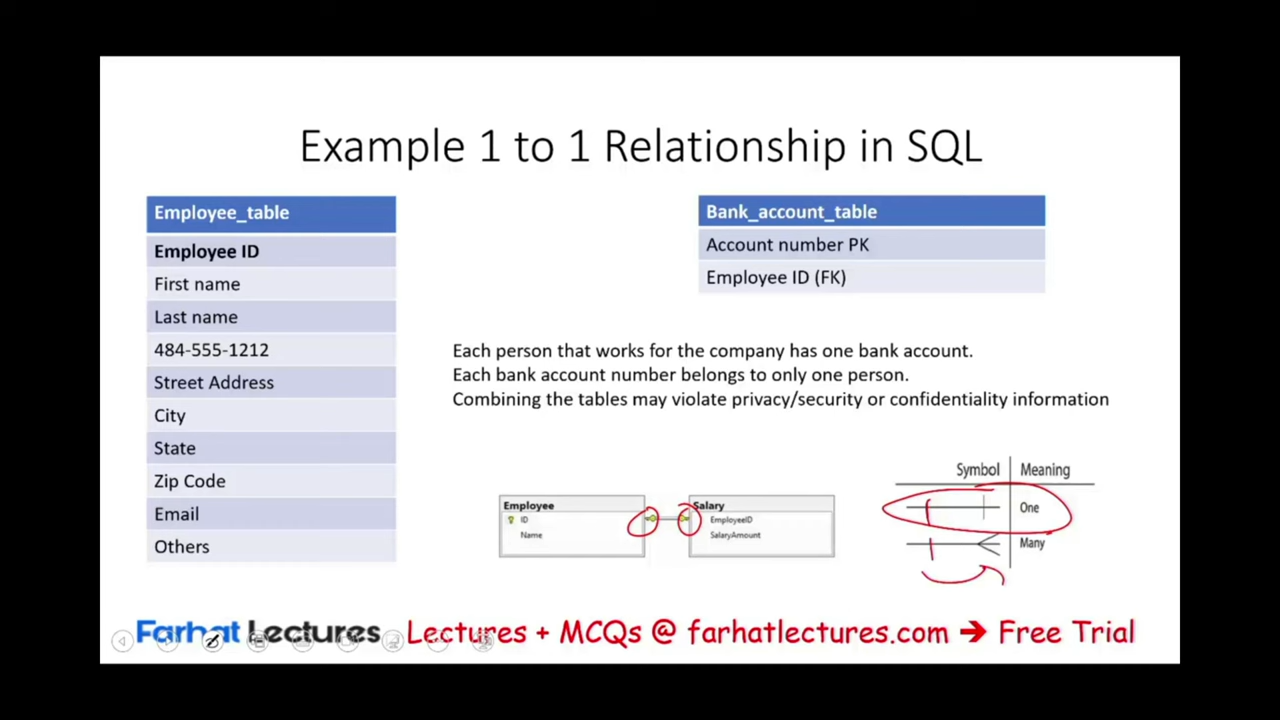 Example 1 to 1 Relationship in SQL
Employee_table
Employee ID
First name
Last name
484-555-1212
Street Address
City
State
Zip Code
Email
Others
Bank_account_table
Account number PK
Employee ID (FK)
Each person that works for the company has one bank account.
Each bank account number belongs to only one person.
Combining the tables may violate privacy/security or confidentiality information
Employee
ID
Name
Salary
EmployeeID
SalaryAmount
Symbol Meaning
One
Many
Farhat Lectures Lectures + MCQs @ farhatlectures.com ➔ Free Trial